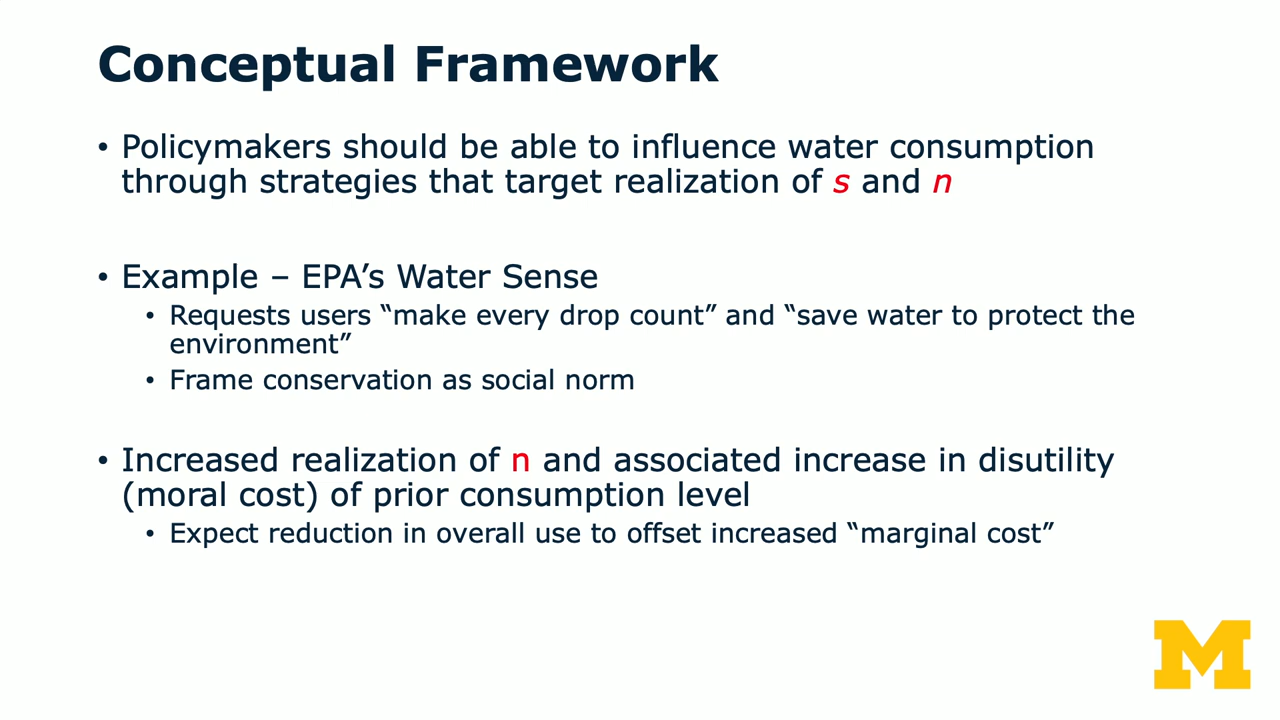 Conceptual Framework
• Policymakers should be able to influence water consumption
through strategies that target realization of s and n
• Example – EPA’s Water Sense
• Requests users “make every drop count” and “save water to protect the
environment”
• Frame conservation as social norm
• Increased realization of n and associated increase in disutility
(moral cost) of prior consumption level
• Expect reduction in overall use to offset increased “marginal cost”
M